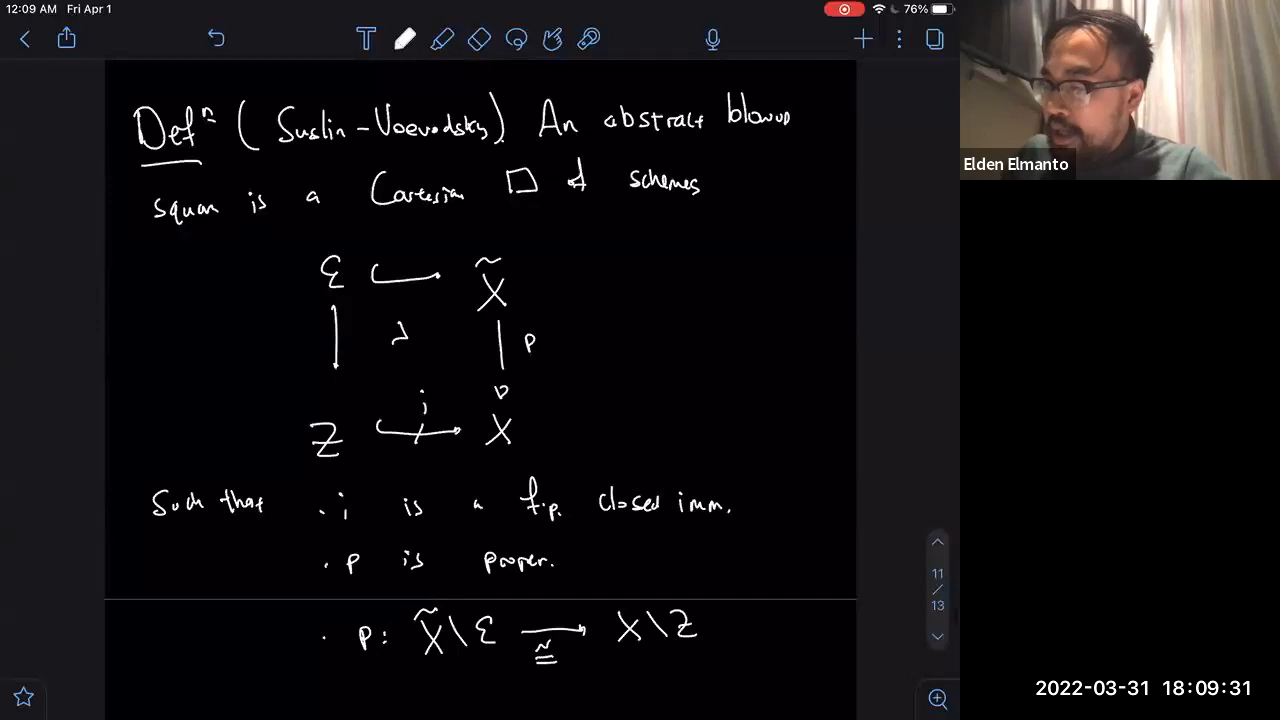 12:09 AM Fri Apr 1
76%
Defⁿ (Suslin-Voevodsky) An abstract blowup
square is a Cartesian □ of schemes
Ɛ X̃
⅄ p
i
Z X
Such that · i is a f.p. closed imm.
· p is proper.
· p: X̃\Ɛ ≅→ X\Z
11
/
13
Elden Elmanto
2022-03-31 18:09:31